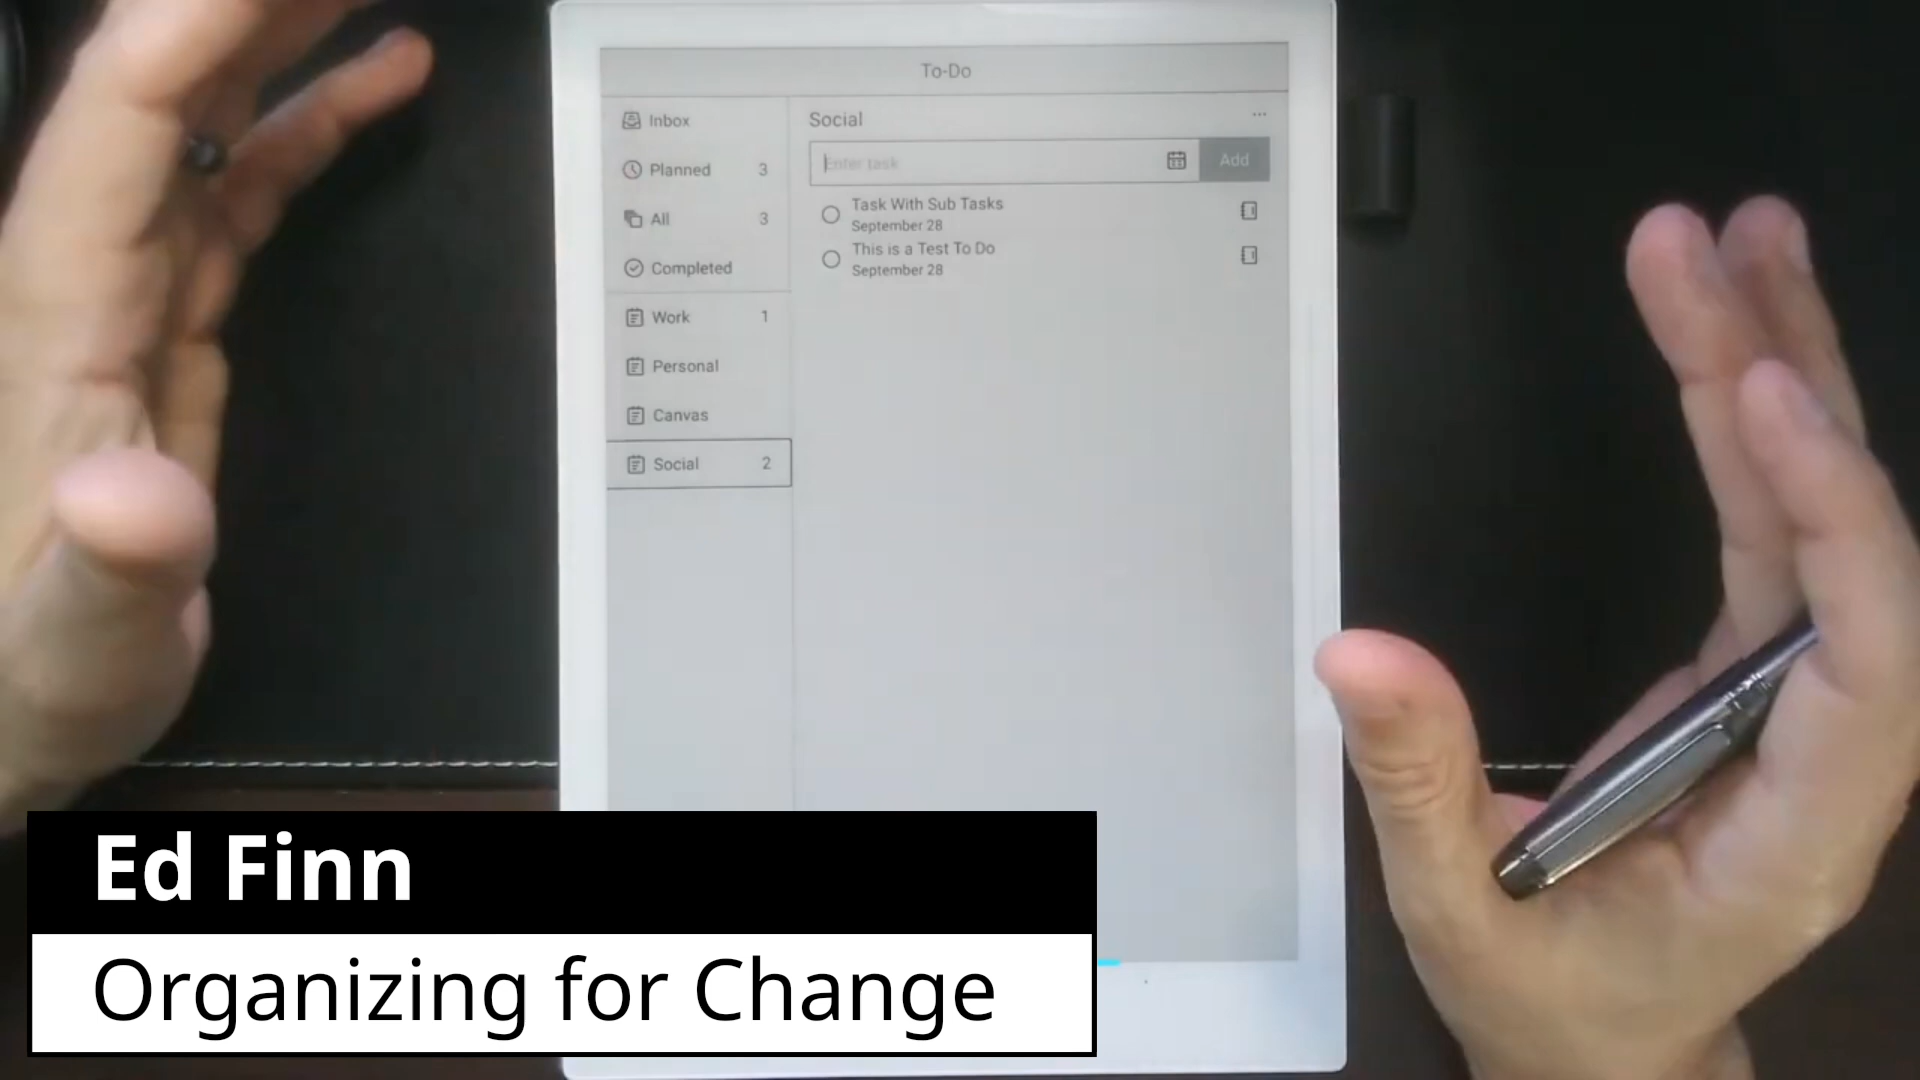 To-Do
Inbox
Planned 3
All 3
Completed
Work 1
Personal
Canvas
Social 2
Social
...
Enter task
Add
Task With Sub Tasks
September 28
This is a Test To Do
September 28
Ed Finn
Organizing for Change